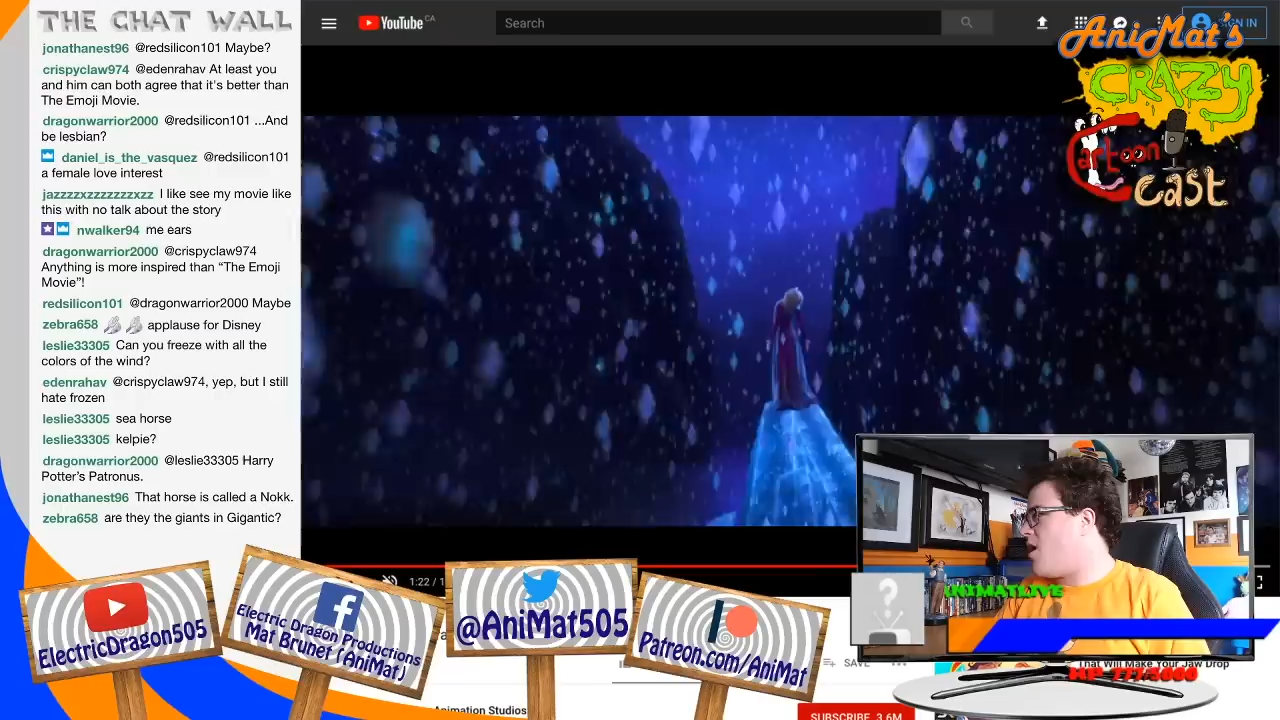 THE CHAT WALL
jonathanest96 @redsilicon101 Maybe?
crispyclaw974 @edenrahav At least you
and him can both agree that it's better than
The Emoji Movie.
dragonwarrior2000 @redsilicon101 ...And
be lesbian?
daniel_is_the_vasquez @redsilicon101
a female love interest
jazzzzxzzzzzzzxzz I like see my movie like
this with no talk about the story
nwalker94 me ears
dragonwarrior2000 @crispyclaw974
Anything is more inspired than “The Emoji
Movie”!
redsilicon101 @dragonwarrior2000 Maybe
zebra658 applause for Disney
leslie33305 Can you freeze with all the
colors of the wind?
edenrahav @crispyclaw974, yep, but I still
hate frozen
leslie33305 sea horse
leslie33305 kelpie?
dragonwarrior2000 @leslie33305 Harry
Potter’s Patronus.
jonathanest96 That horse is called a Nokk.
zebra658 are they the giants in Gigantic?
YouTube CA
Search
SIGN IN
AniMat's
CRAZY
Cartoon
cast
1:22 / 1
ElectricDragon505
Electric Dragon Productions
Mat Brunet (AniMat)
@AniMat505
Patreon.com/AniMat
SAVE
Animation Studios
SUBSCRIBE 3.6M
That Will Make Your Jaw Drop